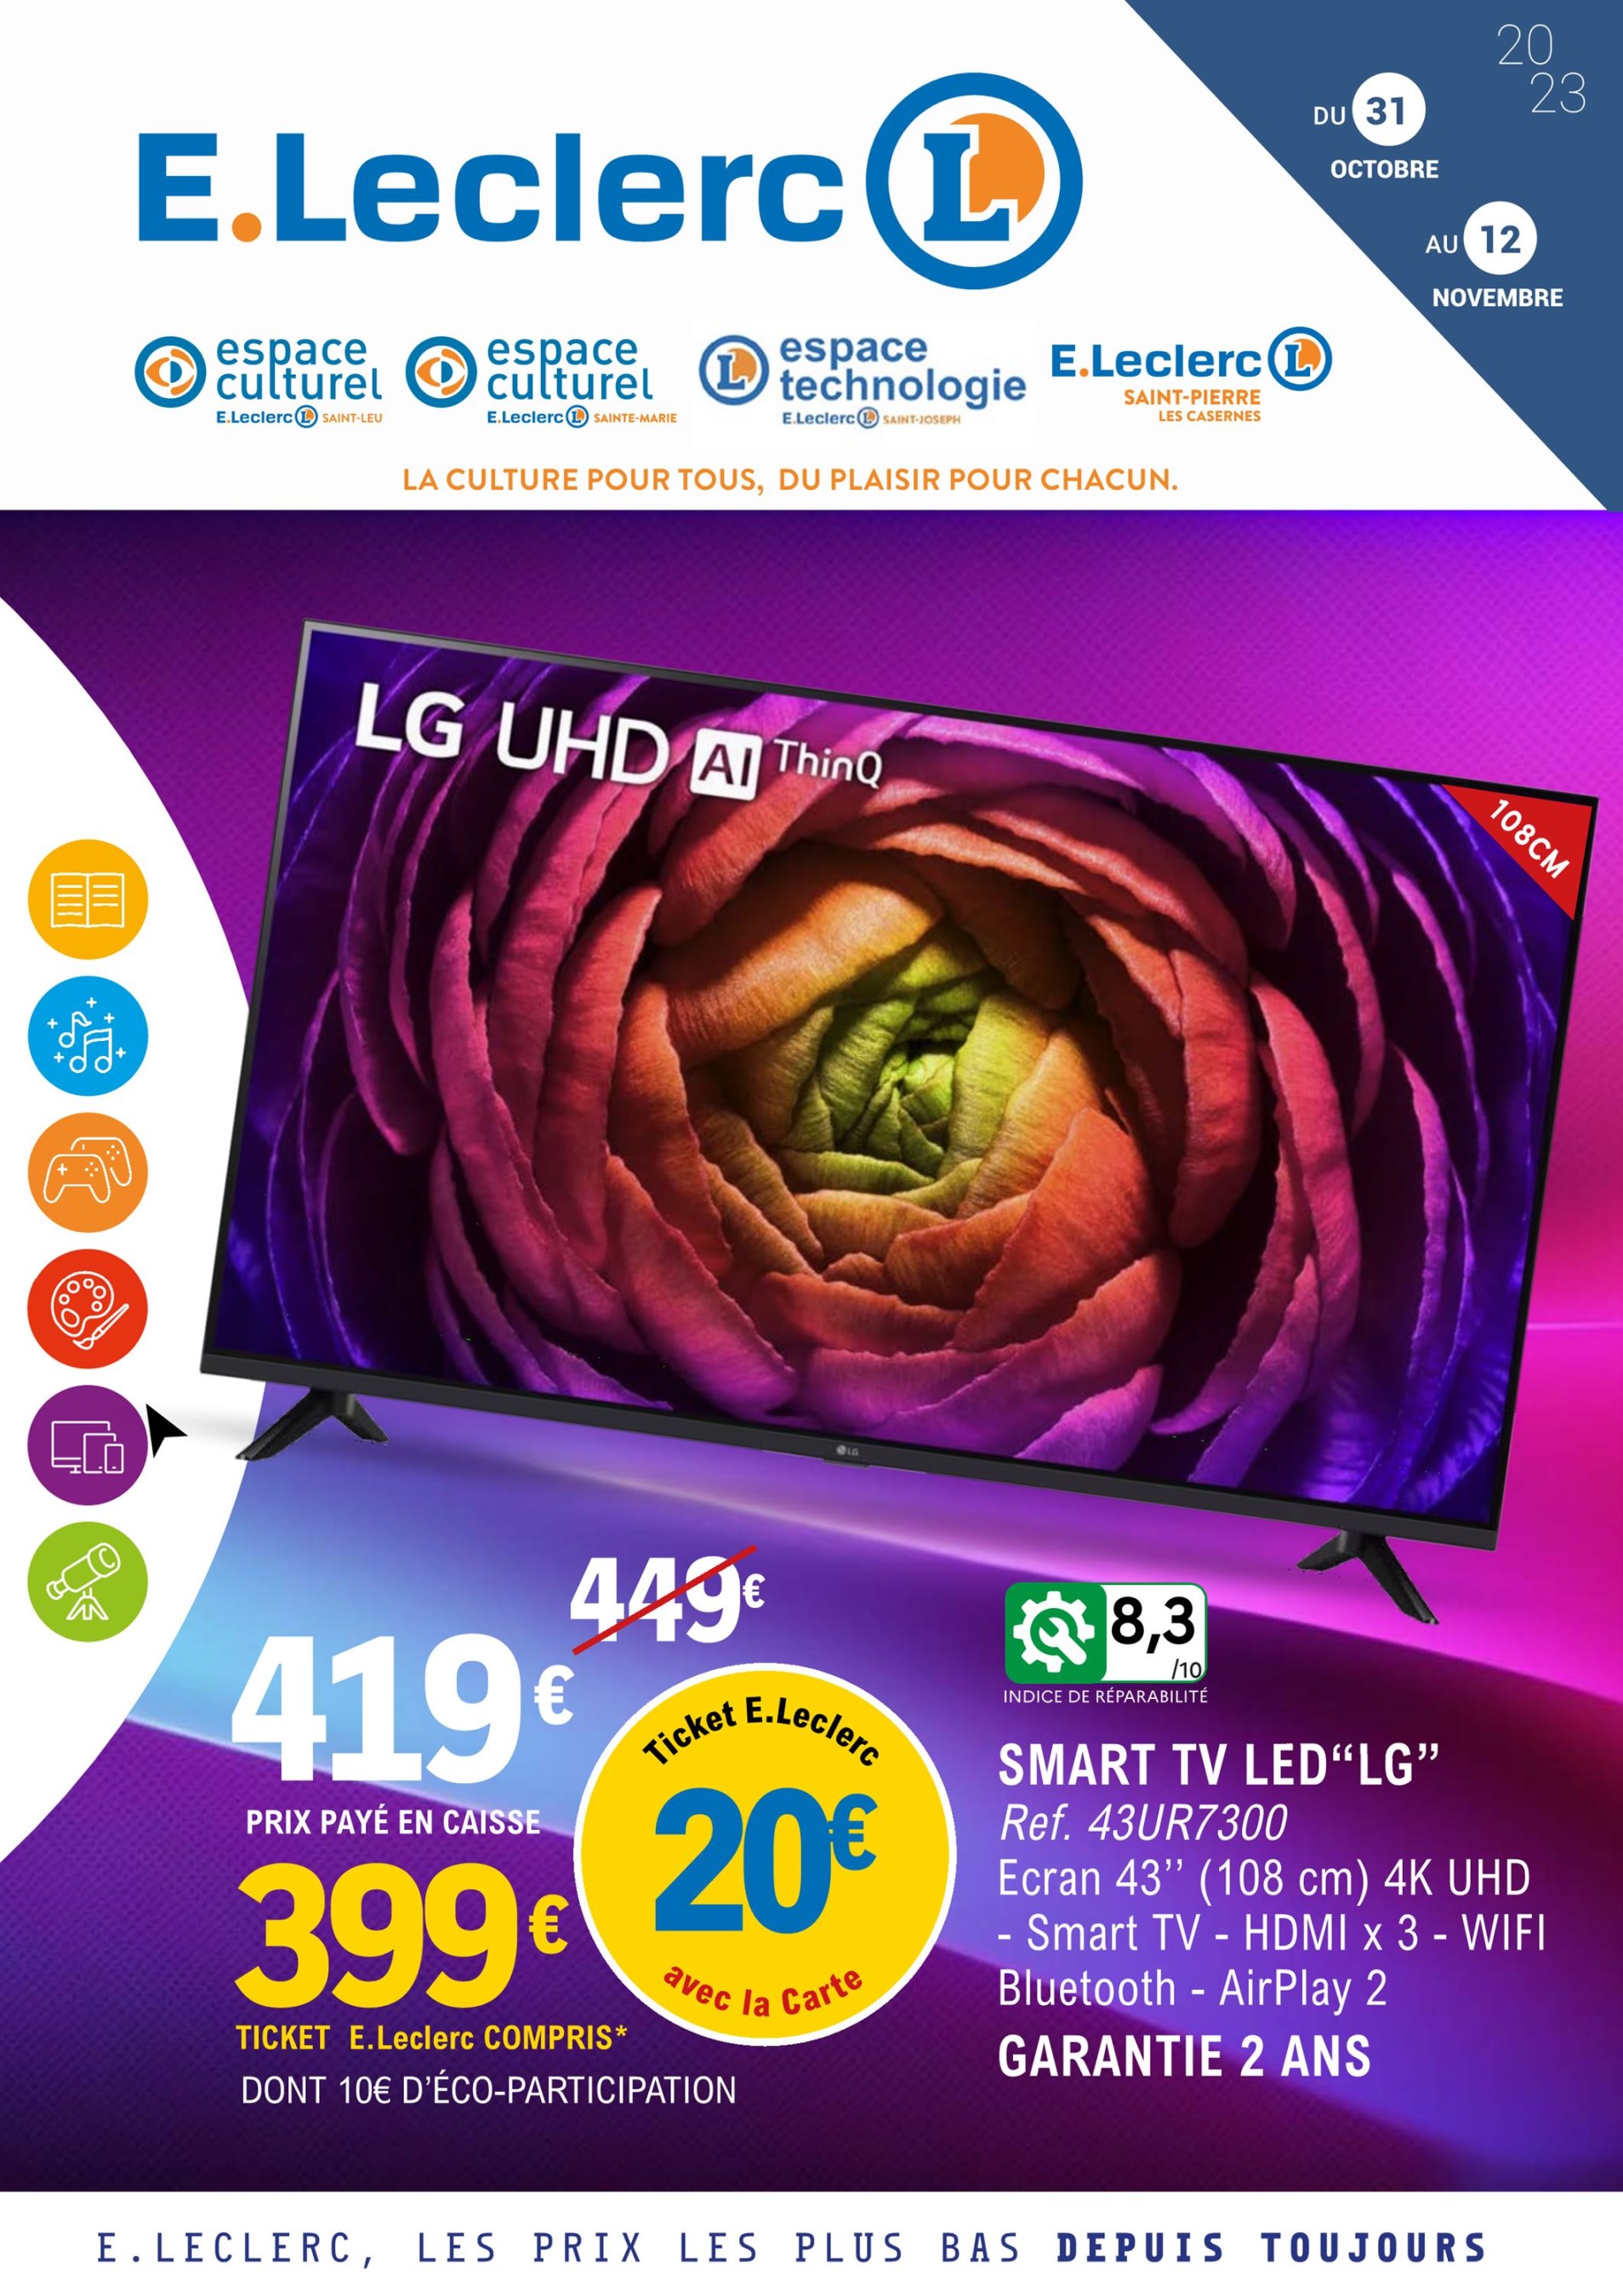 20
23
DU 31
OCTOBRE
AU 12
NOVEMBRE
E.Leclerc L
espace
culturel
E.Leclerc L SAINT-LEU
espace
culturel
E.Leclerc L SAINTE-MARIE
espace
technologie
E.Leclerc L SAINT-JOSEPH
E.Leclerc L
SAINT-PIERRE
LES CASERNES
LA CULTURE POUR TOUS, DU PLAISIR POUR CHACUN.
LG UHD AI ThinQ
108CM
LG
449€
419€
PRIX PAYÉ EN CAISSE
399€
TICKET E.Leclerc COMPRIS*
DONT 10€ D'ÉCO-PARTICIPATION
Ticket E.Leclerc
20€
avec la Carte
8,3
/10
INDICE DE RÉPARABILITÉ
SMART TV LED“LG”
Ref. 43UR7300
Ecran 43’’ (108 cm) 4K UHD
- Smart TV - HDMI x 3 - WIFI
Bluetooth - AirPlay 2
GARANTIE 2 ANS
E.LECLERC, LES PRIX LES PLUS BAS DEPUIS TOUJOURS